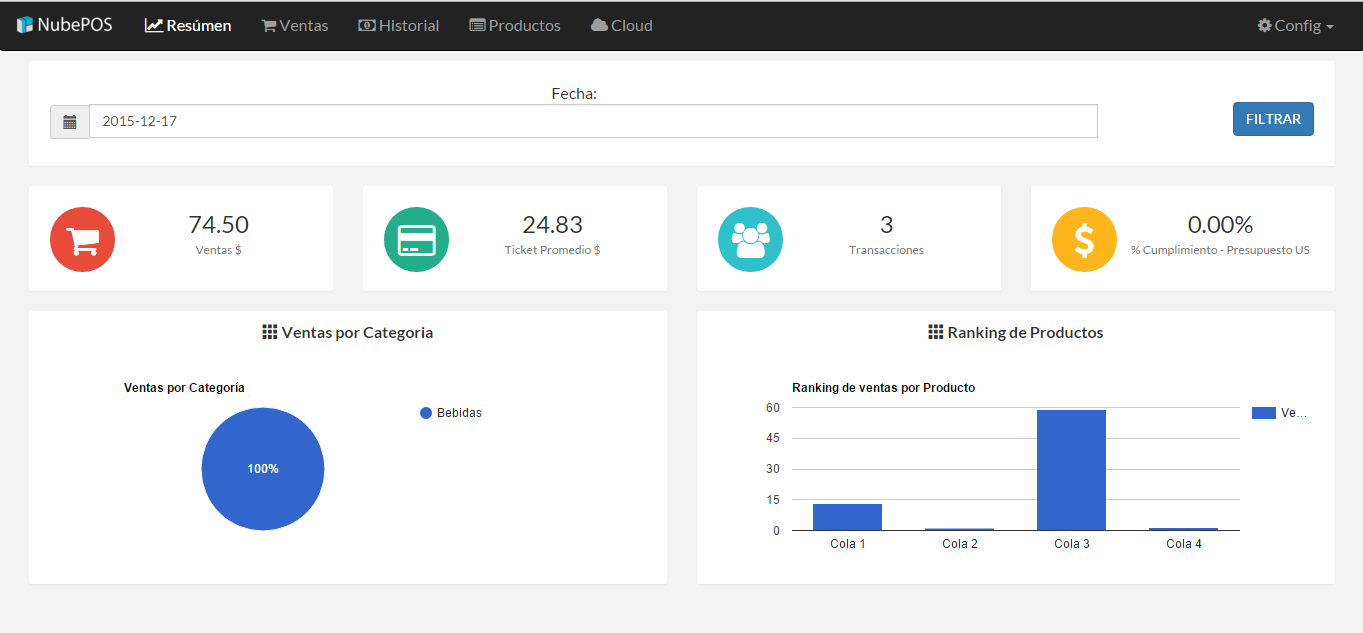 NubePOS Resúmen Ventas Historial Productos Cloud Config
Fecha:
2015-12-17
FILTRAR
74.50
Ventas $
24.83
Ticket Promedio $
3
Transacciones
0.00%
% Cumplimiento - Presupuesto US
Ventas por Categoria
Ventas por Categoría
Bebidas
100%
Ranking de Productos
Ranking de ventas por Producto
60
45
30
15
0
Ve...
Cola 1 Cola 2 Cola 3 Cola 4